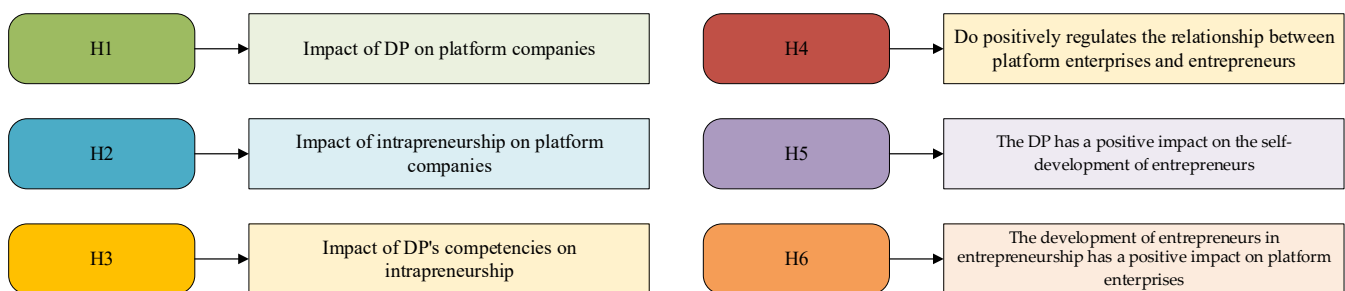 H1
Impact of DP on platform companies
H2
Impact of intrapreneurship on platform
companies
H3
Impact of DP's competencies on
intrapreneurship
H4
Do positively regulates the relationship between
platform enterprises and entrepreneurs
H5
The DP has a positive impact on the self-
development of entrepreneurs
H6
The development of entrepreneurs in
entrepreneurship has a positive impact on platform
enterprises